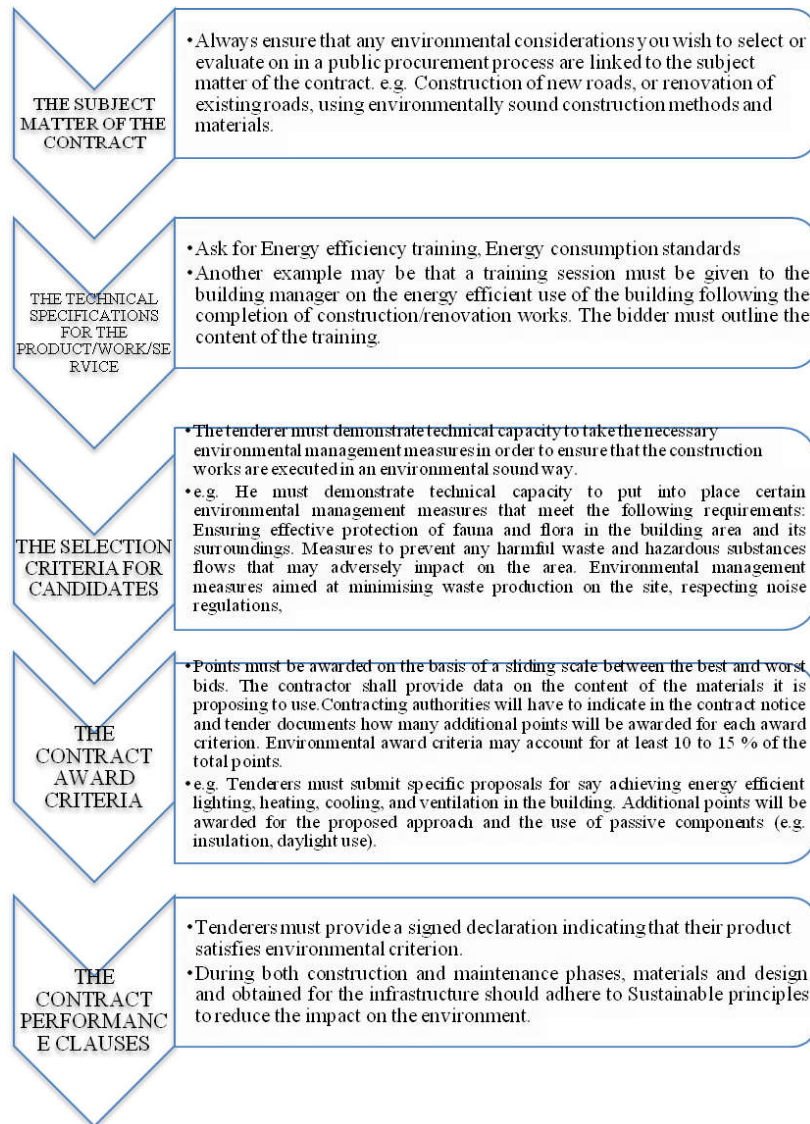 THE SUBJECT
MATTER OF THE
CONTRACT
•Always ensure that any environmental considerations you wish to select or
evaluate on in a public procurement process are linked to the subject
matter of the contract. e.g. Construction of new roads, or renovation of
existing roads, using environmentally sound construction methods and
materials.
THE TECHNICAL
SPECIFICATIONS
FOR THE
PRODUCT/WORK/SE
RVICE
•Ask for Energy efficiency training, Energy consumption standards
•Another example may be that a training session must be given to the
building manager on the energy efficient use of the building following the
completion of construction/renovation works. The bidder must outline the
content of the training.
THE SELECTION
CRITERIA FOR
CANDIDATES
•The tenderer must demonstrate technical capacity to take the necessary
environmental management measures in order to ensure that the construction
works are executed in an environmental sound way.
•e.g. He must demonstrate technical capacity to put into place certain
environmental management measures that meet the following requirements:
Ensuring effective protection of fauna and flora in the building area and its
surroundings. Measures to prevent any harmful waste and hazardous substances
flows that may adversely impact on the area. Environmental management
measures aimed at minimising waste production on the site, respecting noise
regulations,
THE
CONTRACT
AWARD
CRITERIA
•Points must be awarded on the basis of a sliding scale between the best and worst
bids. The contractor shall provide data on the content of the materials it is
proposing to use.Contracting authorities will have to indicate in the contract notice
and tender documents how many additional points will be awarded for each award
criterion. Environmental award criteria may account for at least 10 to 15 % of the
total points.
•e.g. Tenderers must submit specific proposals for say achieving energy efficient
lighting, heating, cooling, and ventilation in the building. Additional points will be
awarded for the proposed approach and the use of passive components (e.g.
insulation, daylight use).
THE
CONTRACT
PERFORMANC
E CLAUSES
•Tenderers must provide a signed declaration indicating that their product
satisfies environmental criterion.
•During both construction and maintenance phases, materials and design
and obtained for the infrastructure should adhere to Sustainable principles
to reduce the impact on the environment.